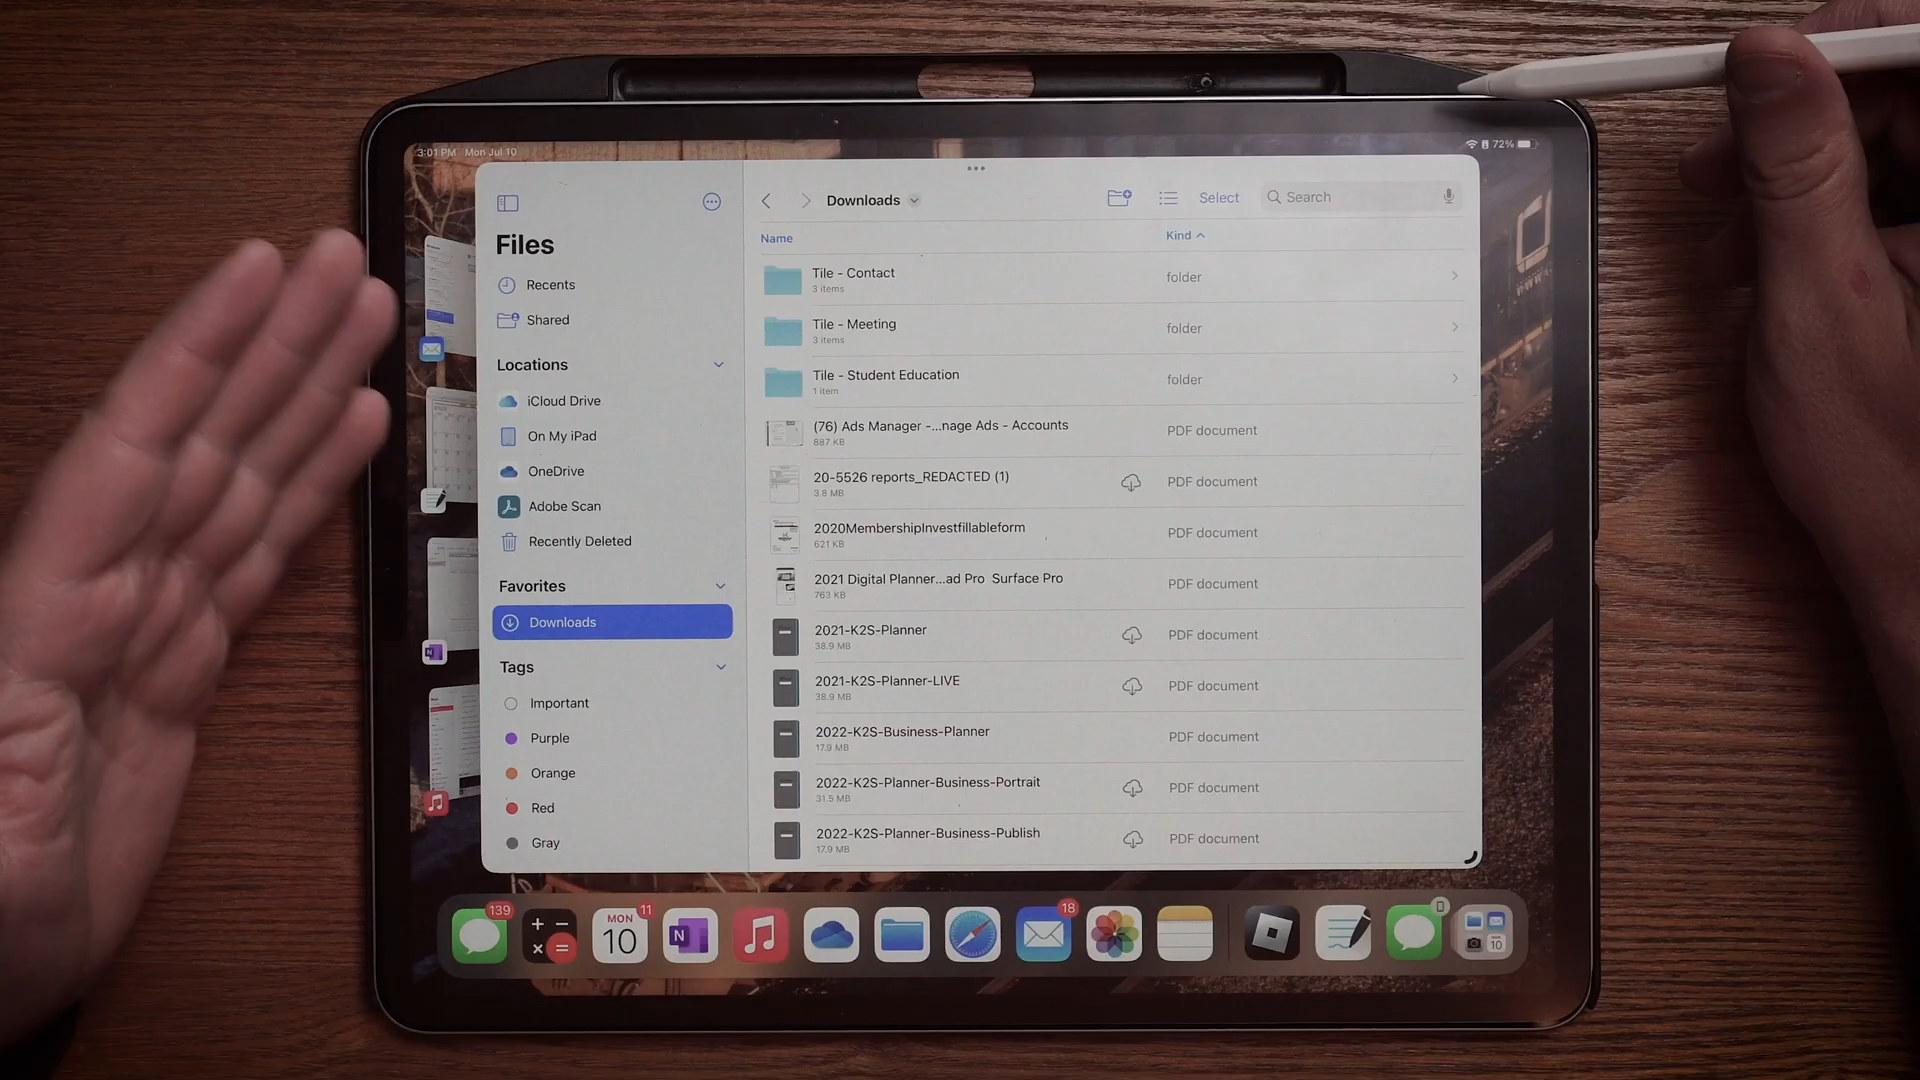 3:01 PM Mon Jul 10
72%
Files
Recents
Shared
Locations
iCloud Drive
On My iPad
OneDrive
Adobe Scan
Recently Deleted
Favorites
Downloads
Tags
Important
Purple
Orange
Red
Gray
Downloads
Select
Search
Name
Kind
Tile - Contact
3 items
folder
Tile - Meeting
3 items
folder
Tile - Student Education
1 item
folder
(76) Ads Manager -...nage Ads - Accounts
887 KB
PDF document
20-5526 reports_REDACTED (1)
3.8 MB
PDF document
2020MembershipInvestfillableform
621 KB
PDF document
2021 Digital Planner...ad Pro Surface Pro
763 KB
PDF document
2021-K2S-Planner
38.9 MB
PDF document
2021-K2S-Planner-LIVE
38.9 MB
PDF document
2022-K2S-Business-Planner
17.9 MB
PDF document
2022-K2S-Planner-Business-Portrait
31.5 MB
PDF document
2022-K2S-Planner-Business-Publish
17.9 MB
PDF document
139
MON
10
11
N
18
10